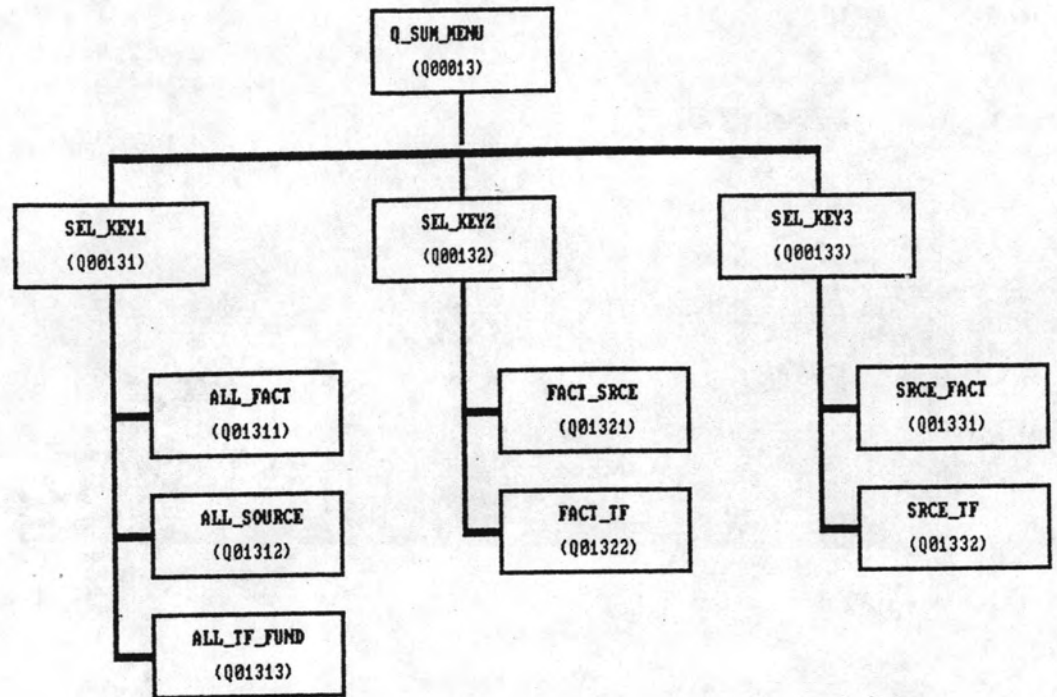 Q_SUM_MENU
(Q00013)
SEL_KEY1
(Q00131)
SEL_KEY2
(Q00132)
SEL_KEY3
(Q00133)
ALL_FACT
(Q01311)
ALL_SOURCE
(Q01312)
ALL_TF_FUND
(Q01313)
FACT_SRCE
(Q01321)
FACT_TF
(Q01322)
SRCE_FACT
(Q01331)
SRCE_TF
(Q01332)